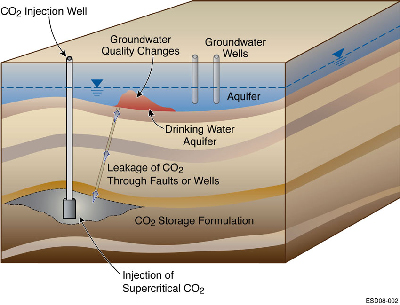 CO2 Injection Well
Groundwater
Quality Changes
Groundwater
Wells
Aquifer
Drinking Water
Aquifer
Leakage of CO2
Through Faults or Wells
CO2 Storage Formulation
Injection of
Supercritical CO2
ESD08-002